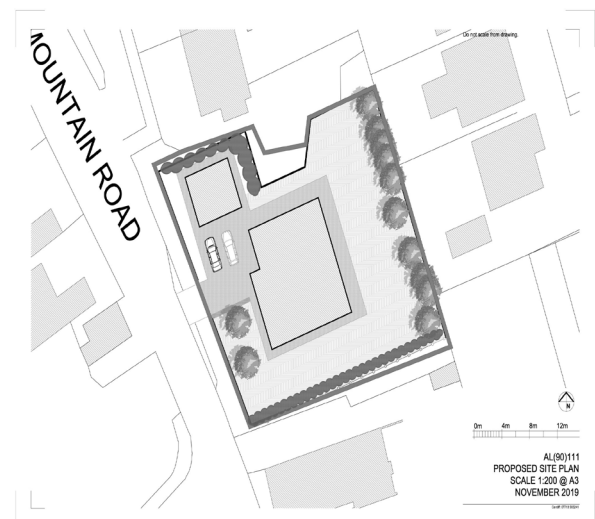 Do not scale from drawing.
MOUNTAIN ROAD
N
0m 4m 8m 12m
AL(90)111
PROPOSED SITE PLAN
SCALE 1:200 @ A3
NOVEMBER 2019